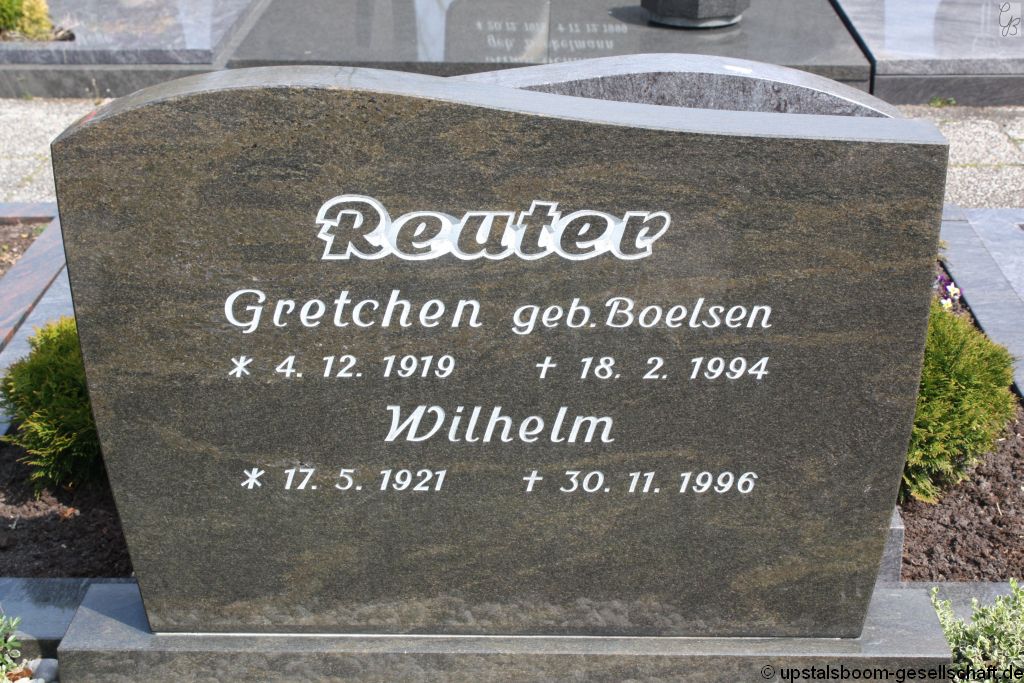 Reuter
Gretchen geb. Boelsen
* 4. 12. 1919 † 18. 2. 1994
Wilhelm
* 17. 5. 1921 † 30. 11. 1996
© upstalsboom-gesellschaft.de